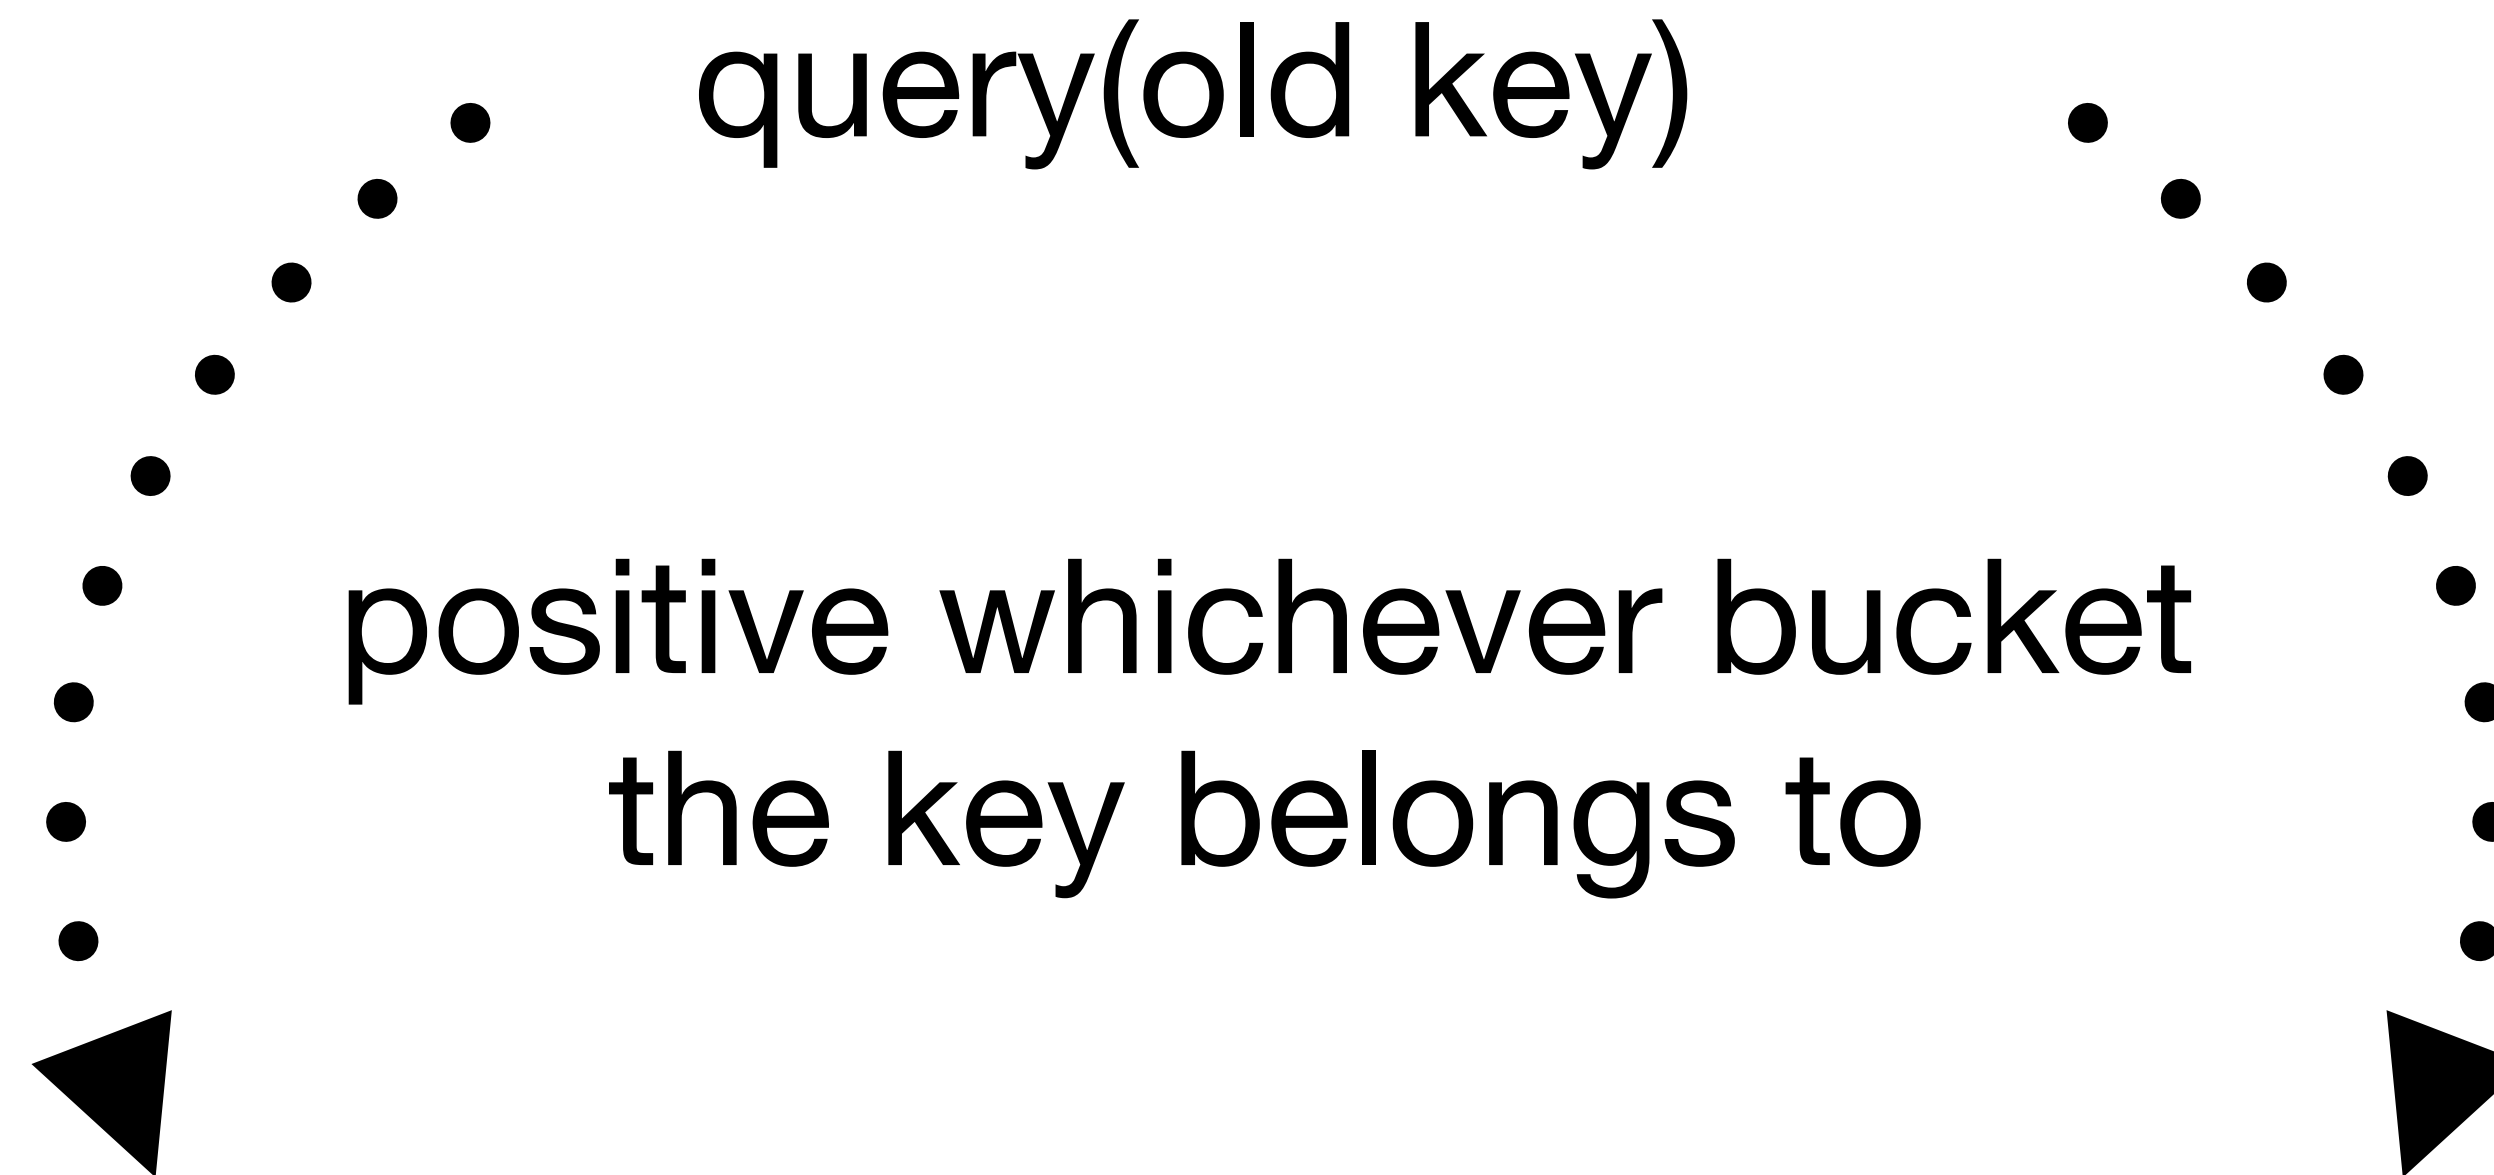 query(old key)
positive whichever bucket
the key belongs to